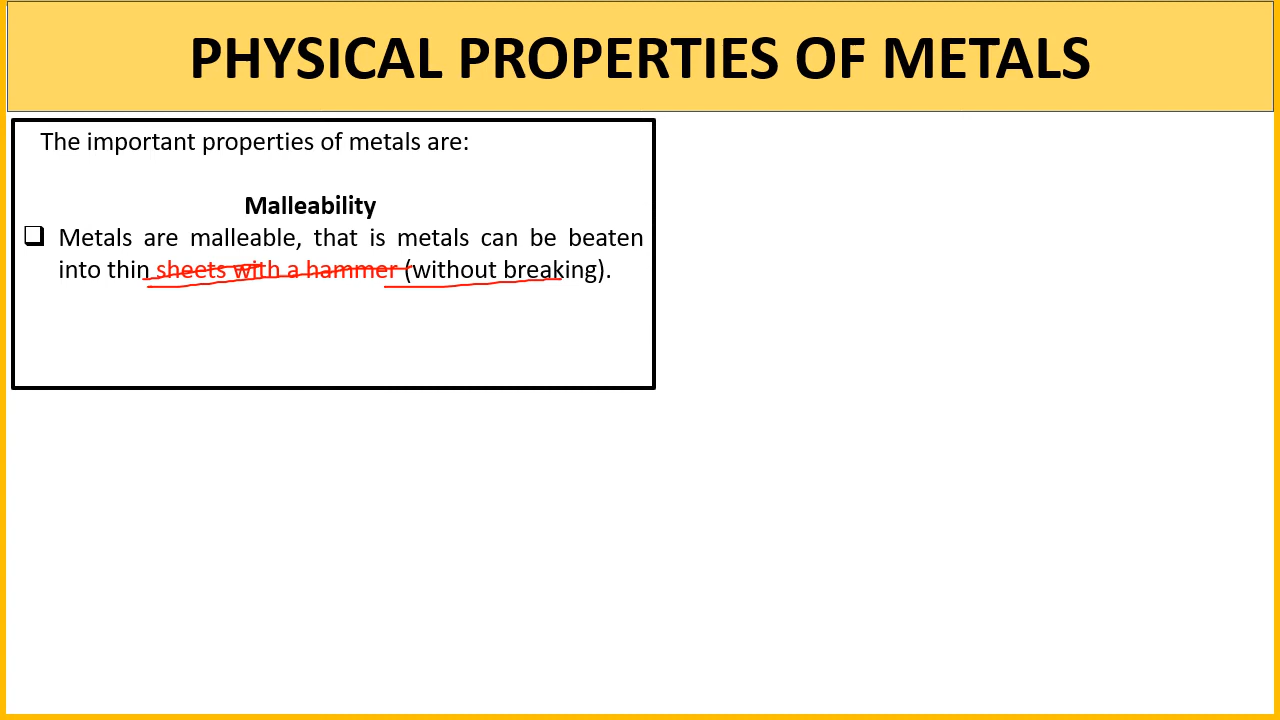 PHYSICAL PROPERTIES OF METALS
The important properties of metals are:
Malleability
❑ Metals are malleable, that is metals can be beaten
into thin sheets with a hammer (without breaking).